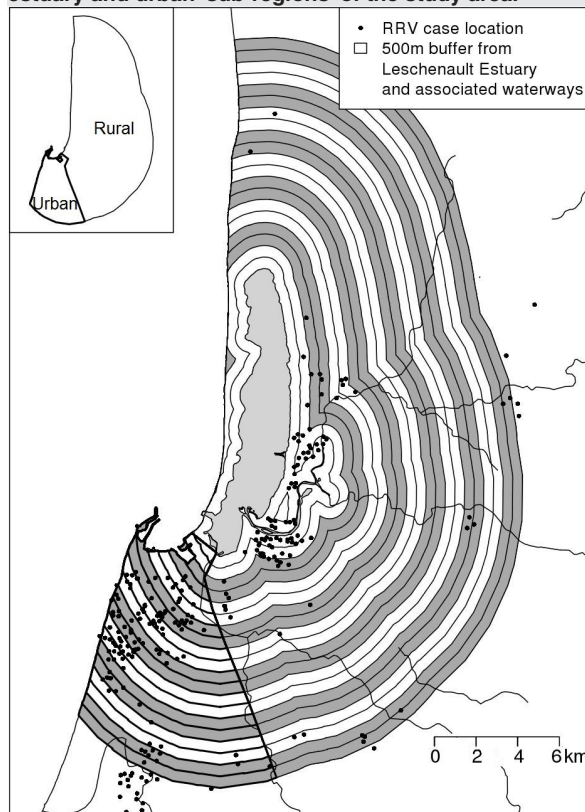 estuary and urban sub-regions of the study area.
RRV case location
500m buffer from
Leschenault Estuary
and associated waterways
Rural
Urban
0 2 4 6km